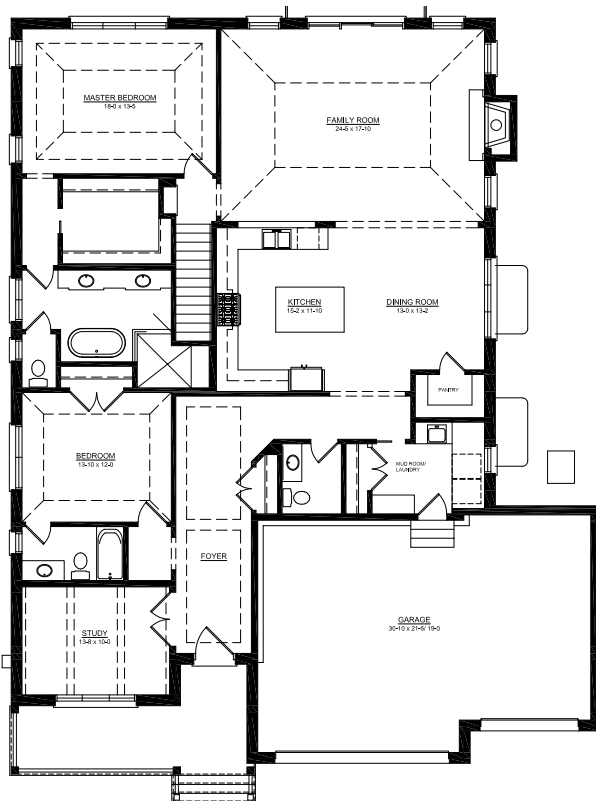 MASTER BEDROOM
18-0 x 13-5
FAMILY ROOM
24-5 x 17-10
KITCHEN
15-2 x 11-10
DINING ROOM
13-0 x 13-2
PANTRY
BEDROOM
13-10 x 12-0
MUD ROOM/
LAUNDRY
FOYER
GARAGE
30-10 x 21-6/ 19-0
STUDY
13-8 x 10-0